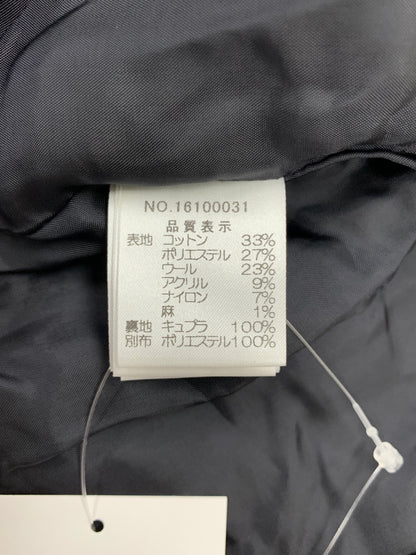 NO.16100031
品質表示
表地 コットン 33%
ポリエステル 27%
ウール 23%
アクリル 9%
ナイロン 7%
麻 1%
裏地 キュプラ 100%
別布 ポリエステル100%